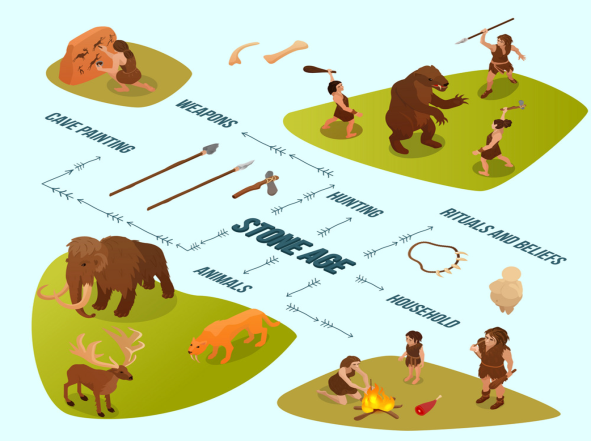 CAVE PAINTING
WEAPONS
HUNTING
RITUALS AND BELIEFS
STONE AGE
ANIMALS
HOUSEHOLD